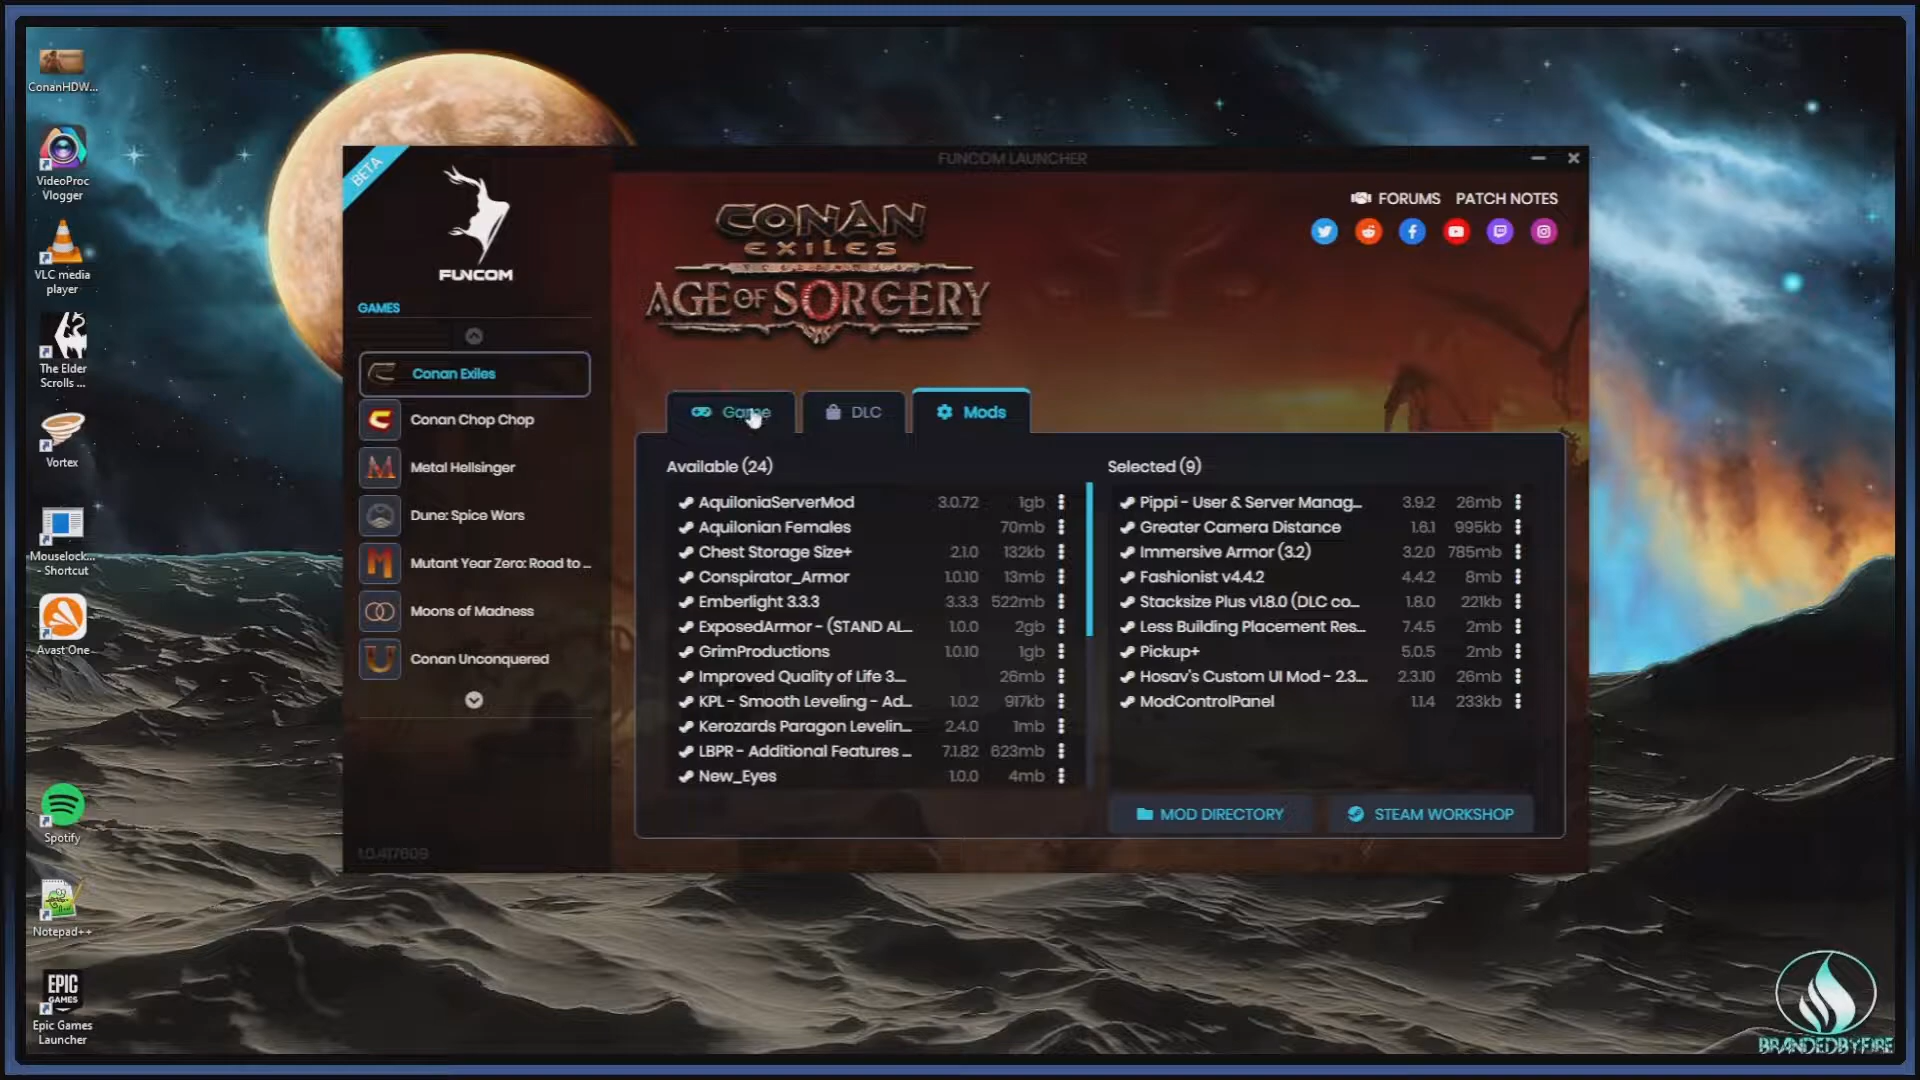 ConanHDW...
VideoProc
Vlogger
VLC media
player
The Elder
Scrolls ...
Vortex
Mouselock...
- Shortcut
Avast One
Spotify
Notepad++
EPIC
GAMES
Epic Games
Launcher
FUNCOM LAUNCHER
BETA
FUNCOM
GAMES
Conan Exiles
Conan Chop Chop
Metal Hellsinger
Dune: Spice Wars
Mutant Year Zero: Road to ...
Moons of Madness
Conan Unconquered
1.0.417609
FORUMS PATCH NOTES
CONAN
EXILES
AGE OF SORCERY
Game DLC Mods
Available (24)
AquiloniaServerMod 3.0.72 1gb
Aquilonian Females 70mb
Chest Storage Size+ 2.1.0 132kb
Conspirator_Armor 1.0.10 13mb
Emberlight 3.3.3 3.3.3 522mb
ExposedArmor - (STAND AL... 1.0.0 2gb
GrimProductions 1.0.10 1gb
Improved Quality of Life 3.... 26mb
KPL - Smooth Leveling - Ad... 1.0.2 917kb
Kerozards Paragon Levelin... 2.4.0 1mb
LBPR - Additional Features ... 7.1.82 623mb
New_Eyes 1.0.0 4mb
Selected (9)
Pippi - User & Server Manag... 3.9.2 26mb
Greater Camera Distance 1.6.1 995kb
Immersive Armor (3.2) 3.2.0 785mb
Fashionist v4.4.2 4.4.2 8mb
Stacksize Plus v1.8.0 (DLC co... 1.8.0 221kb
Less Building Placement Res... 7.4.5 2mb
Pickup+ 5.0.5 2mb
Hosav's Custom UI Mod - 2.3.... 2.3.10 26mb
ModControlPanel 1.1.4 233kb
MOD DIRECTORY STEAM WORKSHOP
BRANDEDBYFIRE